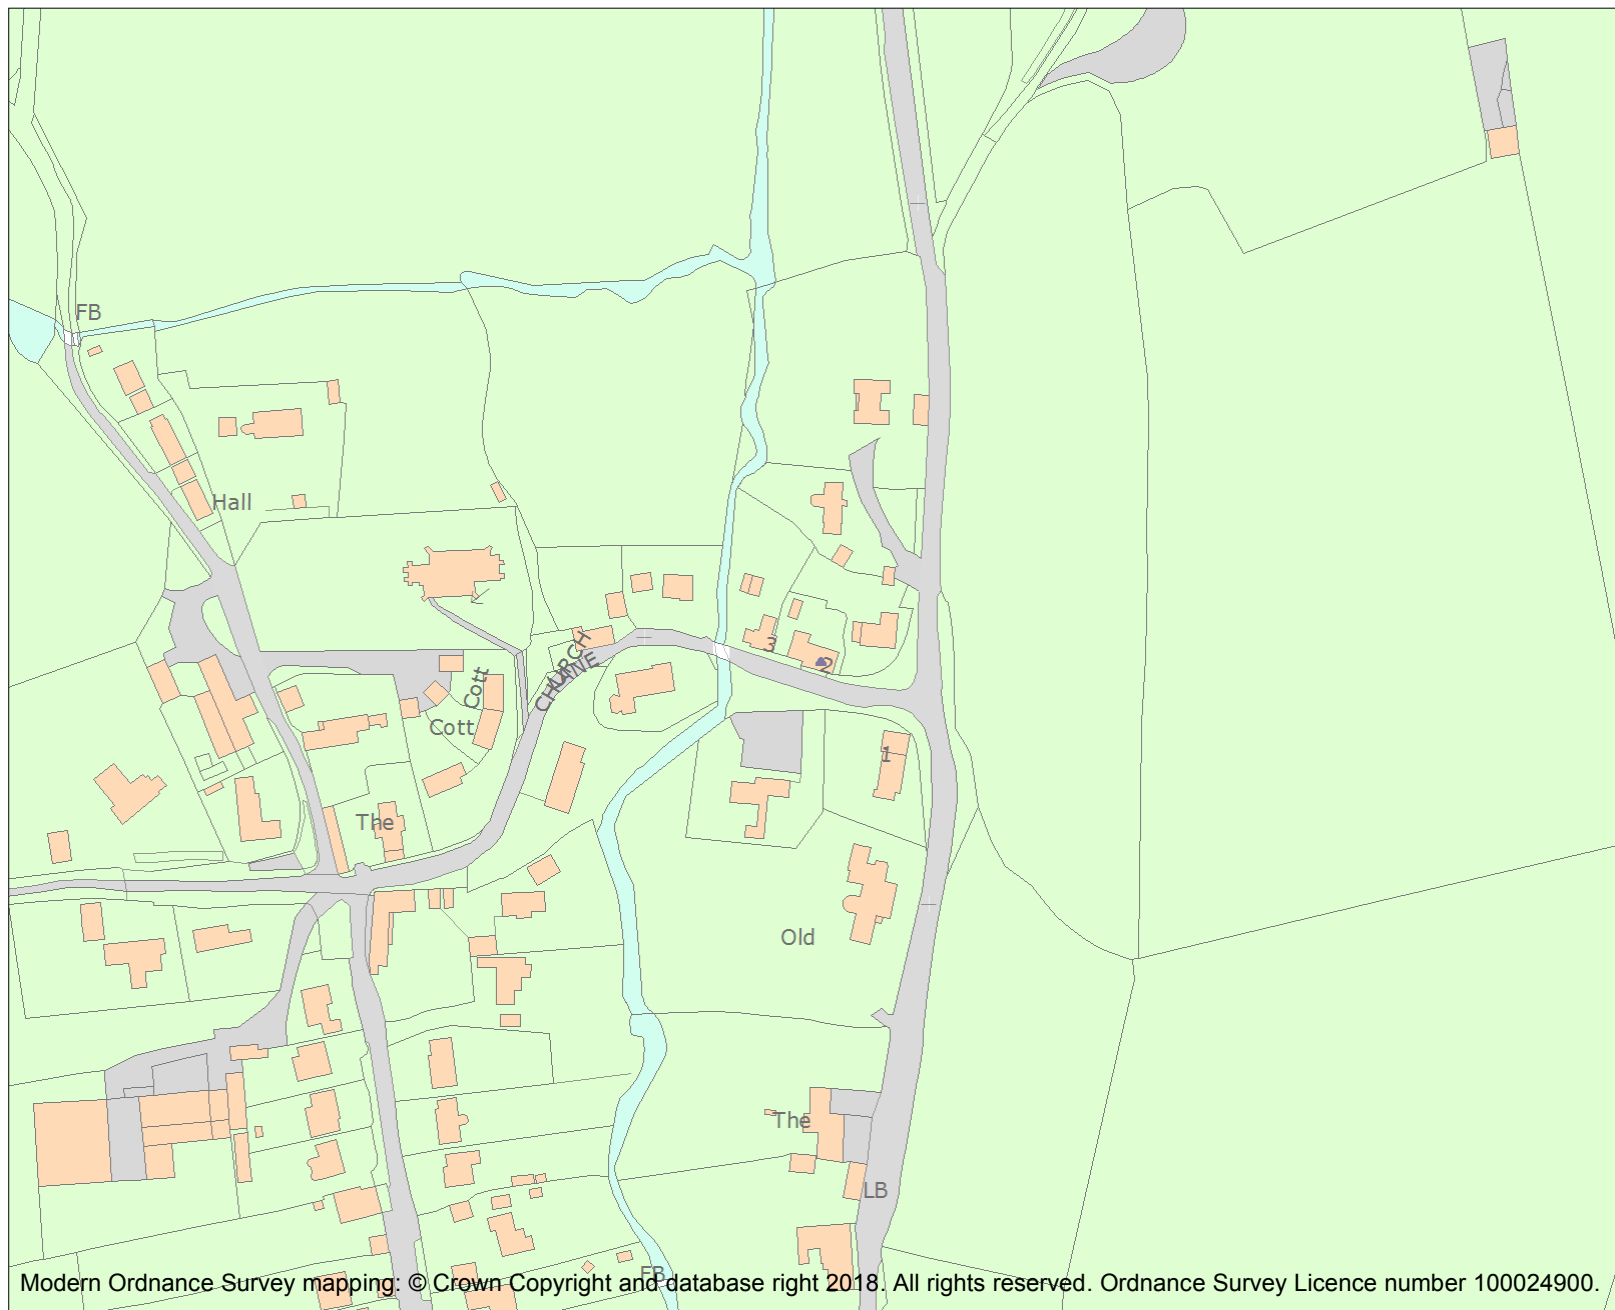 FB
Hall
CHURCH
LANE
3
2
Cott
Cott
1
The
Old
The
LB
FB
Modern Ordnance Survey mapping: © Crown Copyright and database right 2018. All rights reserved. Ordnance Survey Licence number 100024900.